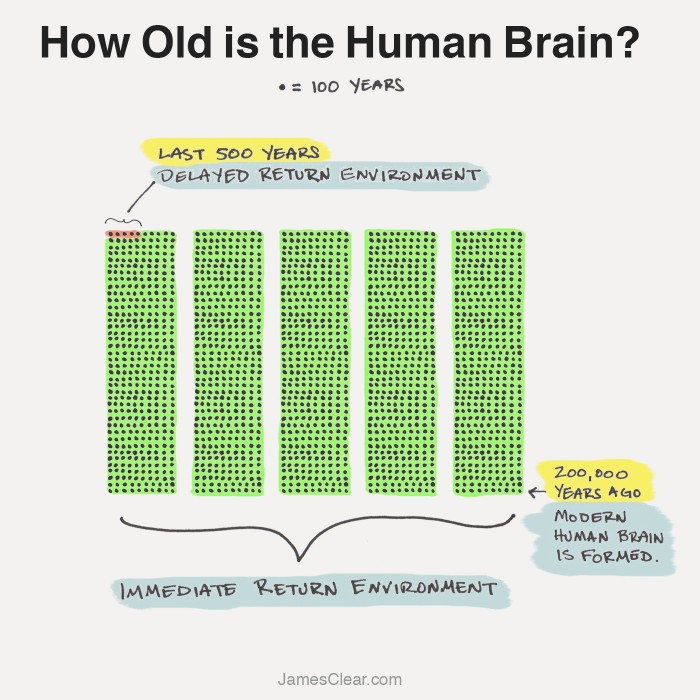 How Old is the Human Brain?
• = 100 YEARS
LAST 500 YEARS
DELAYED RETURN ENVIRONMENT
200,000
YEARS AGO
MODERN
HUMAN BRAIN
IS FORMED.
IMMEDIATE RETURN ENVIRONMENT
JamesClear.com